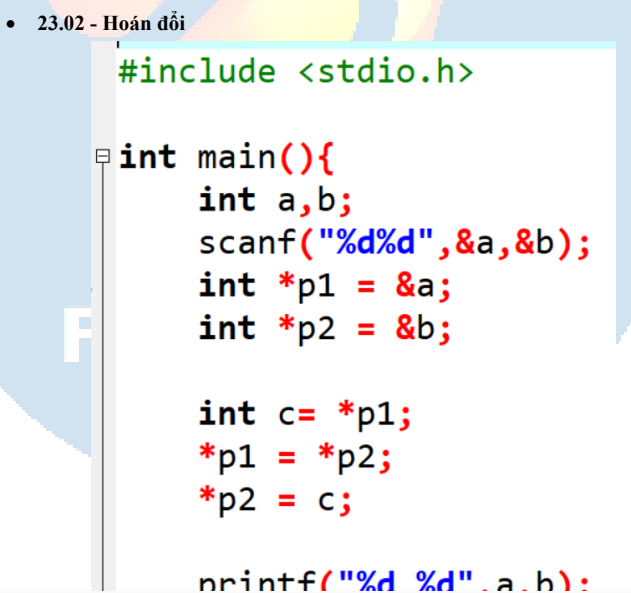 • 23.02 - Hoán đổi
#include <stdio.h>
int main(){
int a,b;
scanf("%d%d",&a,&b);
int *p1 = &a;
int *p2 = &b;
int c= *p1;
*p1 = *p2;
*p2 = c;
printf("%d %d",a,b);